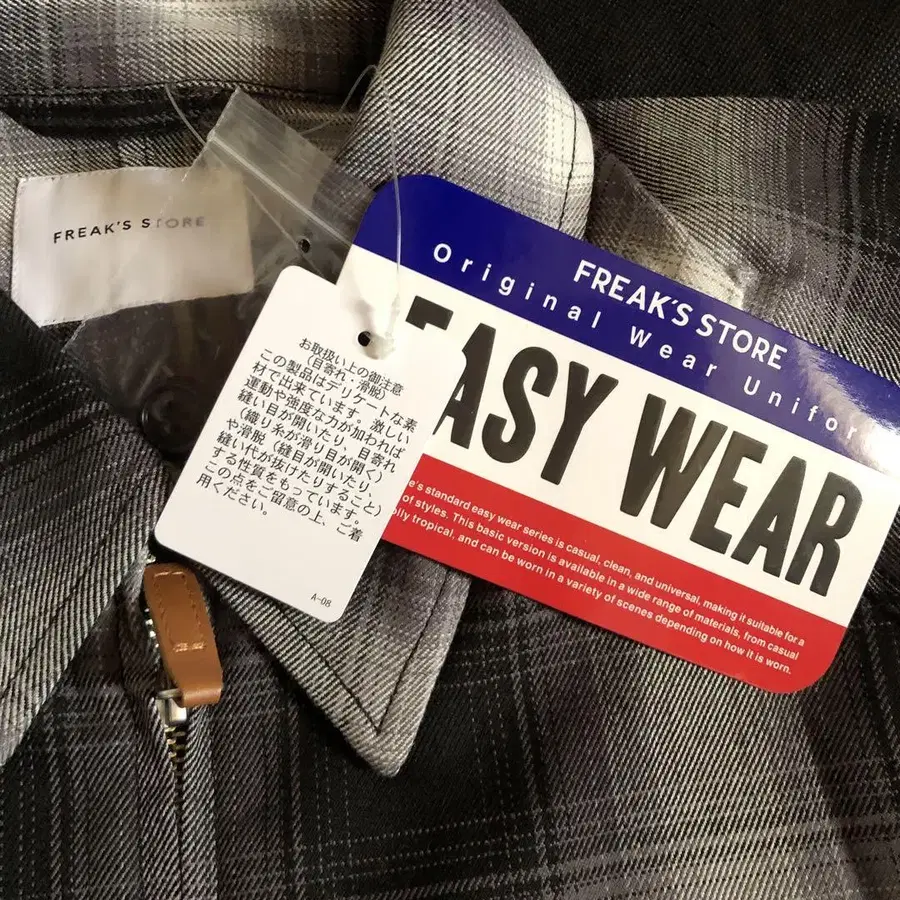 FREAK'S STORE
FREAK'S STORE
Original Wear Unifor
EASY WEAR
e's standard easy wear series is casual, clean, and universal, making it suitable for a
of styles. This basic version is available in a wide range of materials, from casual
olly tropical, and can be worn in a variety of scenes depending on how it is worn.
お取扱い上の御注意
(目寄れ・滑脱)
この製品はデリケートな素
材で出来ています。激しい
運動や強度な力が加われば
縫い目が開いたり、目寄れ
(織り糸が滑り目が開く)
や滑脱(縫目が開いたり、
縫い代が抜けたりすること)
する性質をもっています。
この点をご留意の上、ご着
用ください。
A-08